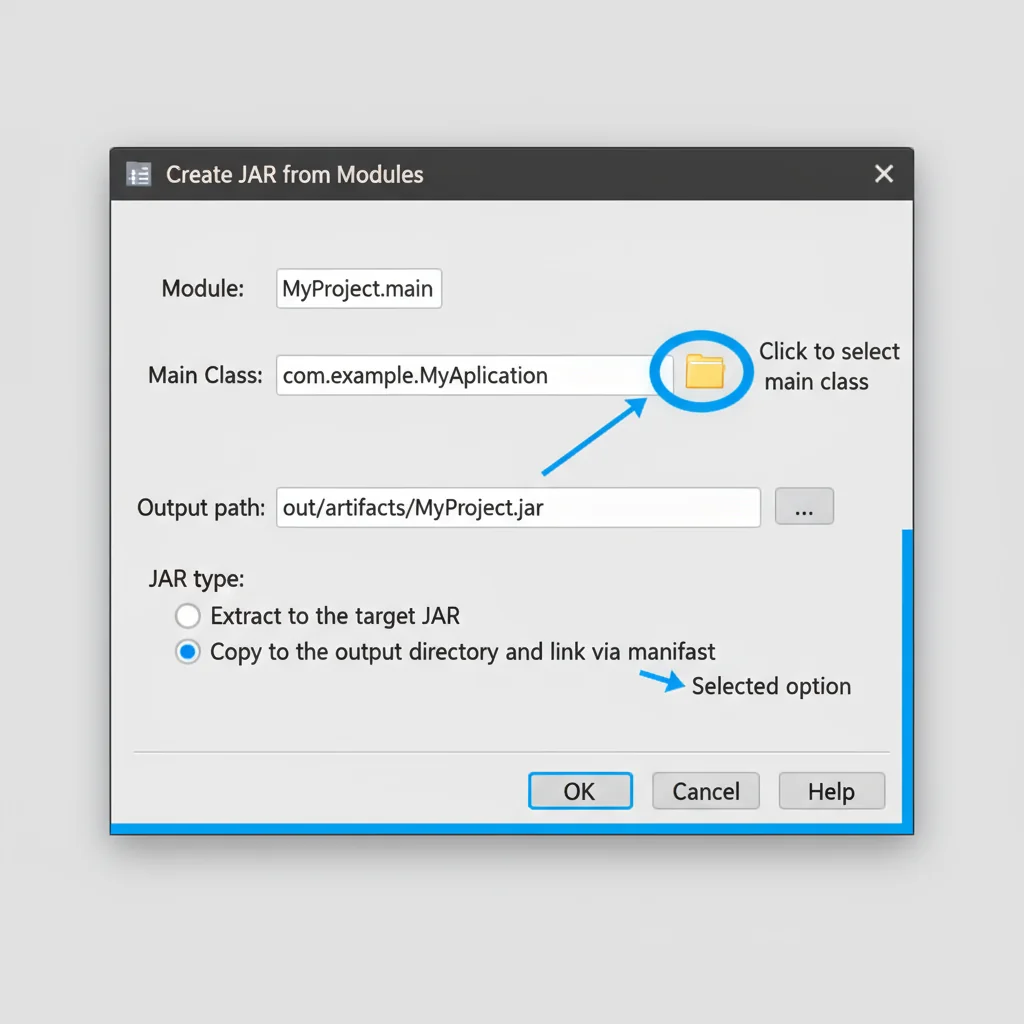 Create JAR from Modules
Module: MyProject.main
Main Class: com.example.MyAplication
Click to select
main class
Output path: out/artifacts/MyProject.jar ...
JAR type:
Extract to the target JAR
Copy to the output directory and link via manifast
Selected option
OK Cancel Help